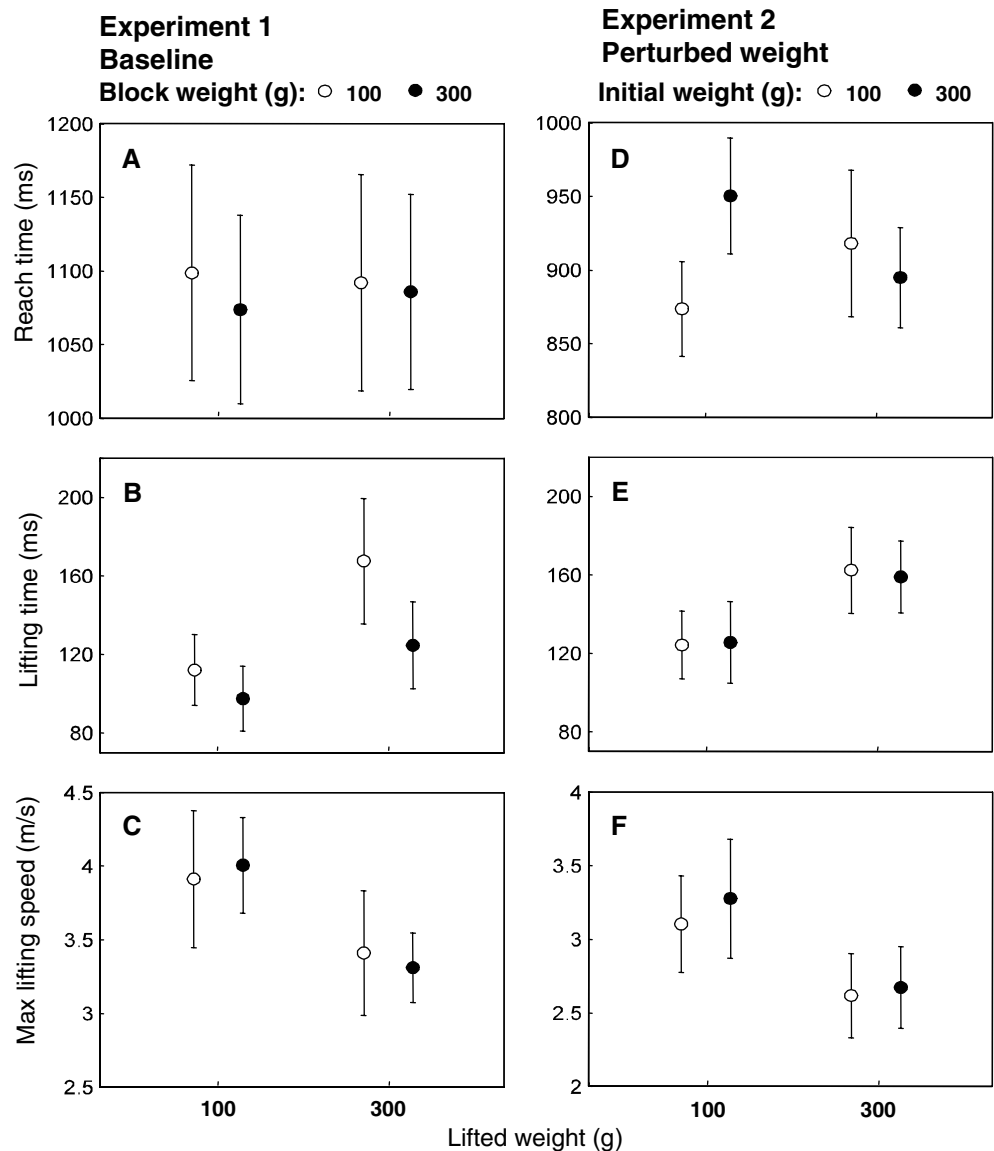 Experiment 1
Baseline
Block weight (g): 100 300
Experiment 2
Perturbed weight
Initial weight (g): 100 300
A
Reach time (ms)
1200
1150
1100
1050
1000
D
1000
950
900
850
800
B
Lifting time (ms)
200
160
120
80
E
200
160
120
80
C
Max lifting speed (m/s)
4.5
4
3.5
3
2.5
100 300
F
4
3.5
3
2.5
2
100 300
Lifted weight (g)